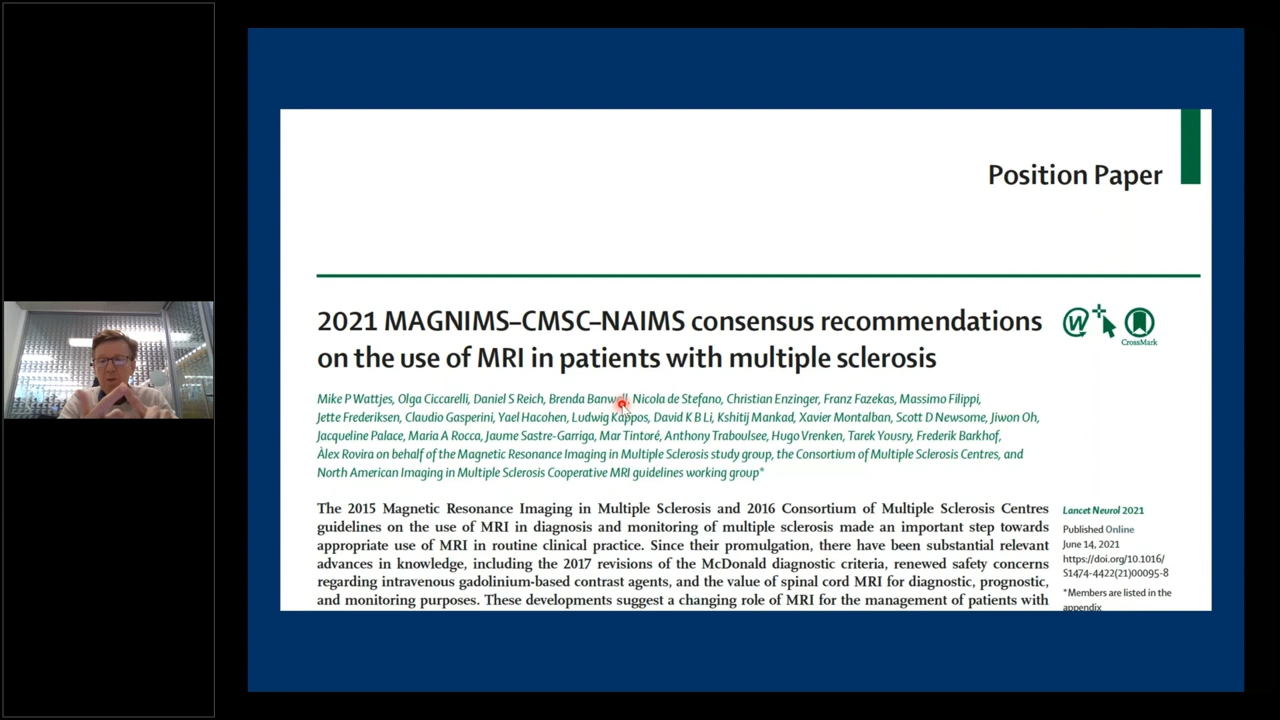 Position Paper
2021 MAGNIMS–CMSC–NAIMS consensus recommendations
on the use of MRI in patients with multiple sclerosis
CrossMark
Mike P Wattjes, Olga Ciccarelli, Daniel S Reich, Brenda Banwell, Nicola de Stefano, Christian Enzinger, Franz Fazekas, Massimo Filippi,
Jette Frederiksen, Claudio Gasperini, Yael Hacohen, Ludwig Kappos, David K B Li, Kshitij Mankad, Xavier Montalban, Scott D Newsome, Jiwon Oh,
Jacqueline Palace, Maria A Rocca, Jaume Sastre-Garriga, Mar Tintoré, Anthony Traboulsee, Hugo Vrenken, Tarek Yousry, Frederik Barkhof,
Àlex Rovira on behalf of the Magnetic Resonance Imaging in Multiple Sclerosis study group, the Consortium of Multiple Sclerosis Centres, and
North American Imaging in Multiple Sclerosis Cooperative MRI guidelines working group*
The 2015 Magnetic Resonance Imaging in Multiple Sclerosis and 2016 Consortium of Multiple Sclerosis Centres
guidelines on the use of MRI in diagnosis and monitoring of multiple sclerosis made an important step towards
appropriate use of MRI in routine clinical practice. Since their promulgation, there have been substantial relevant
advances in knowledge, including the 2017 revisions of the McDonald diagnostic criteria, renewed safety concerns
regarding intravenous gadolinium-based contrast agents, and the value of spinal cord MRI for diagnostic, prognostic,
and monitoring purposes. These developments suggest a changing role of MRI for the management of patients with
Lancet Neurol 2021
Published Online
June 14, 2021
https://doi.org/10.1016/
S1474-4422(21)00095-8
*Members are listed in the
appendix